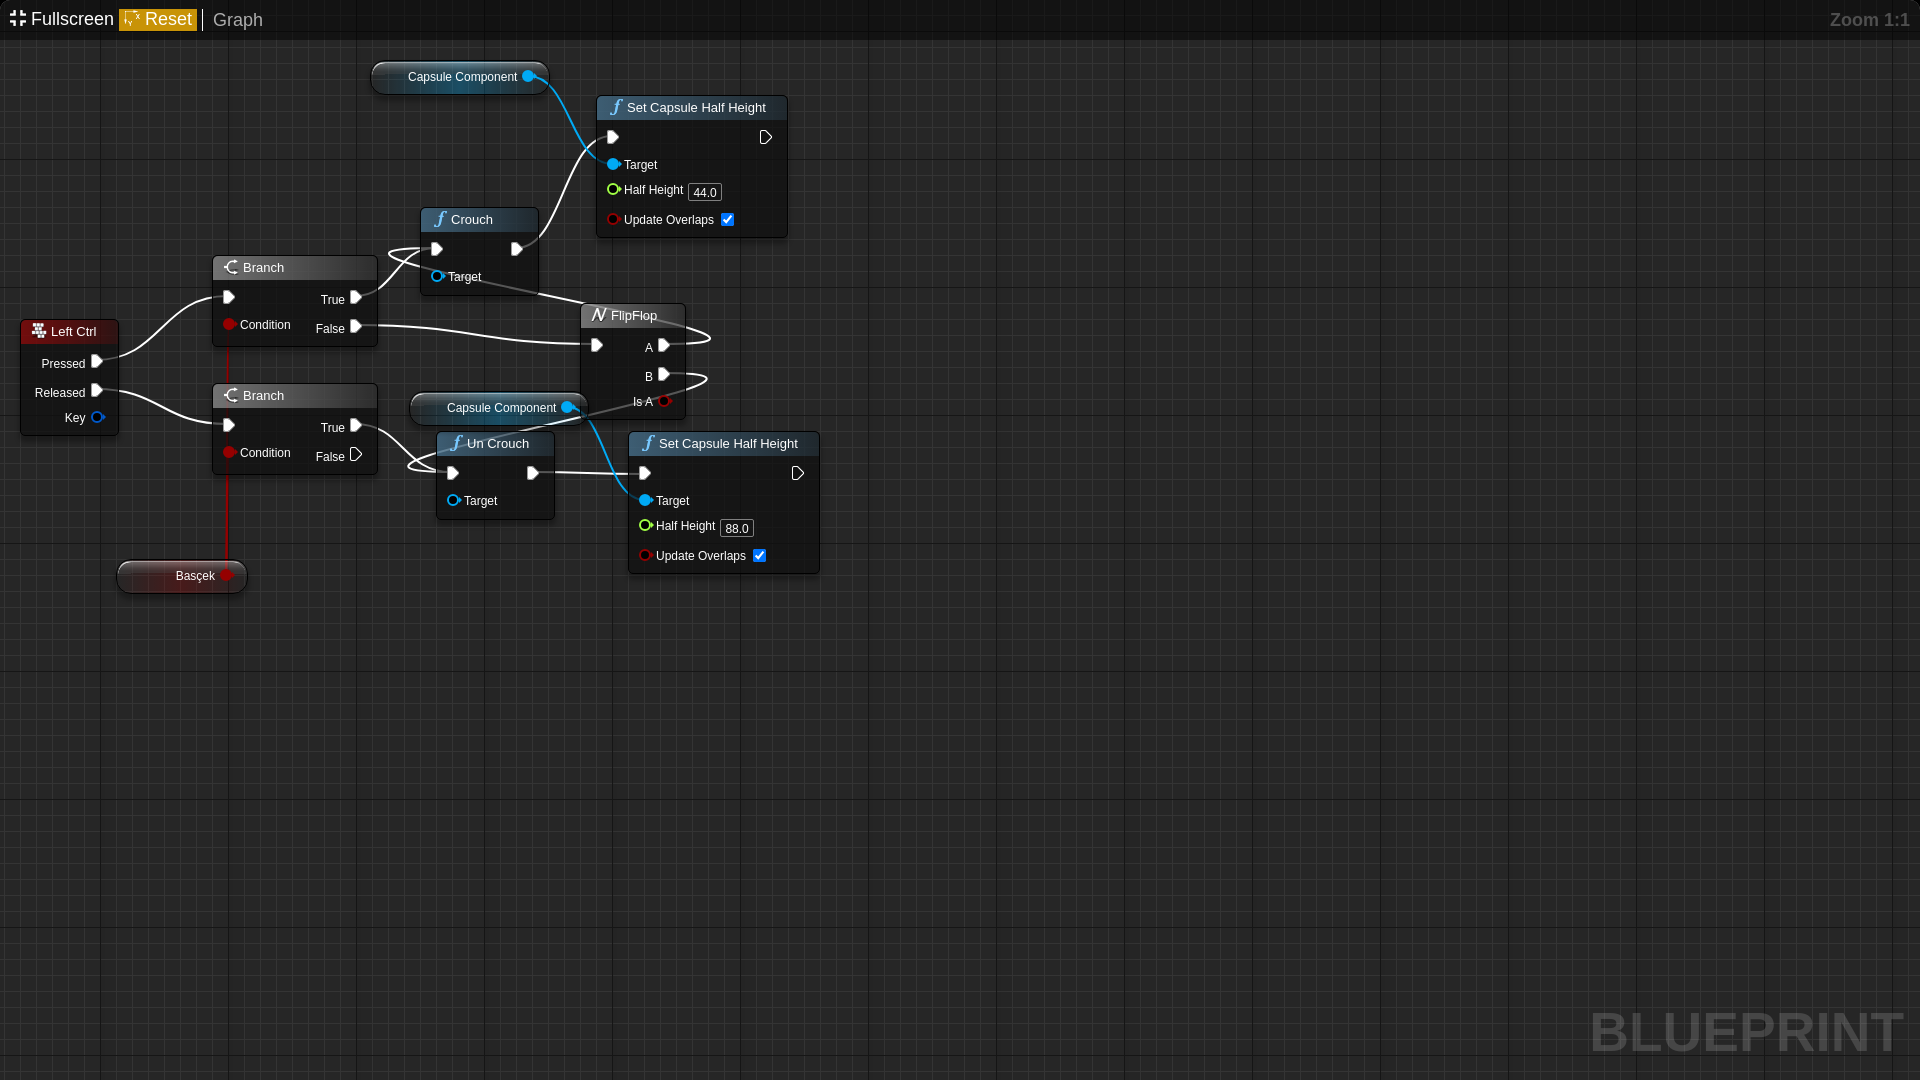 Fullscreen Reset Graph
Zoom 1:1
Capsule Component
Set Capsule Half Height
Target
Half Height 44.0
Update Overlaps
Crouch
Target
Branch
True
Condition
False
Left Ctrl
Pressed
Released
Key
FlipFlop
A
B
Is A
Branch
True
Condition
False
Capsule Component
Un Crouch
Target
Set Capsule Half Height
Target
Half Height 88.0
Update Overlaps
Basçek
BLUEPRINT